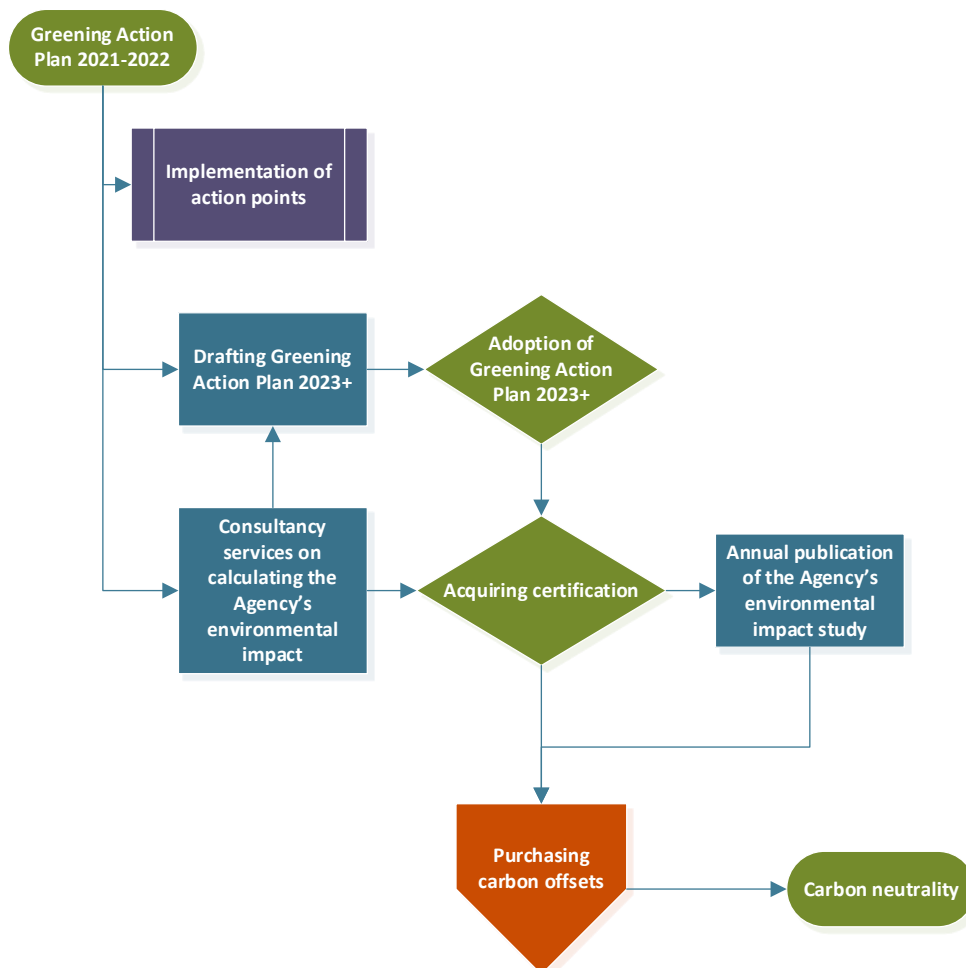 Greening Action
Plan 2021-2022
Implementation of
action points
Drafting Greening
Action Plan 2023+
Adoption of
Greening Action
Plan 2023+
Consultancy
services on
calculating the
Agency’s
environmental
impact
Acquiring certification
Annual publication
of the Agency’s
environmental
impact study
Purchasing
carbon offsets
Carbon neutrality